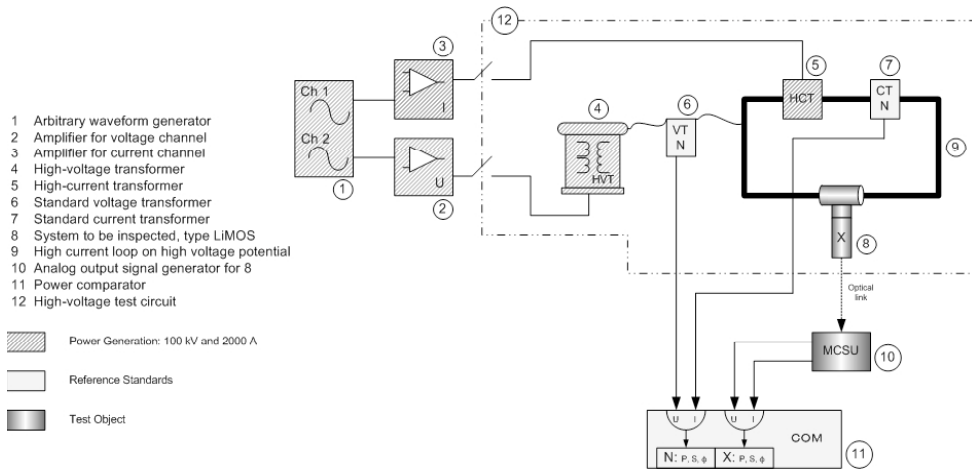 1 Arbitrary waveform generator
2 Amplifier for voltage channel
3 Amplifier for current channel
4 High-voltage transformer
5 High-current transformer
6 Standard voltage transformer
7 Standard current transformer
8 System to be inspected, type LiMOS
9 High current loop on high voltage potential
10 Analog output signal generator for 8
11 Power comparator
12 High-voltage test circuit
Power Generation: 100 kV and 2000 A
Reference Standards
Test Object
12
3
I
Ch 1
Ch 2
1
U
2
4
HVT
6
VT
N
5
HCT
7
CT
N
9
X
8
Optical
link
MCSU
10
U I U I
COM
11
N: P, S, ϕ X: P, S, ϕ